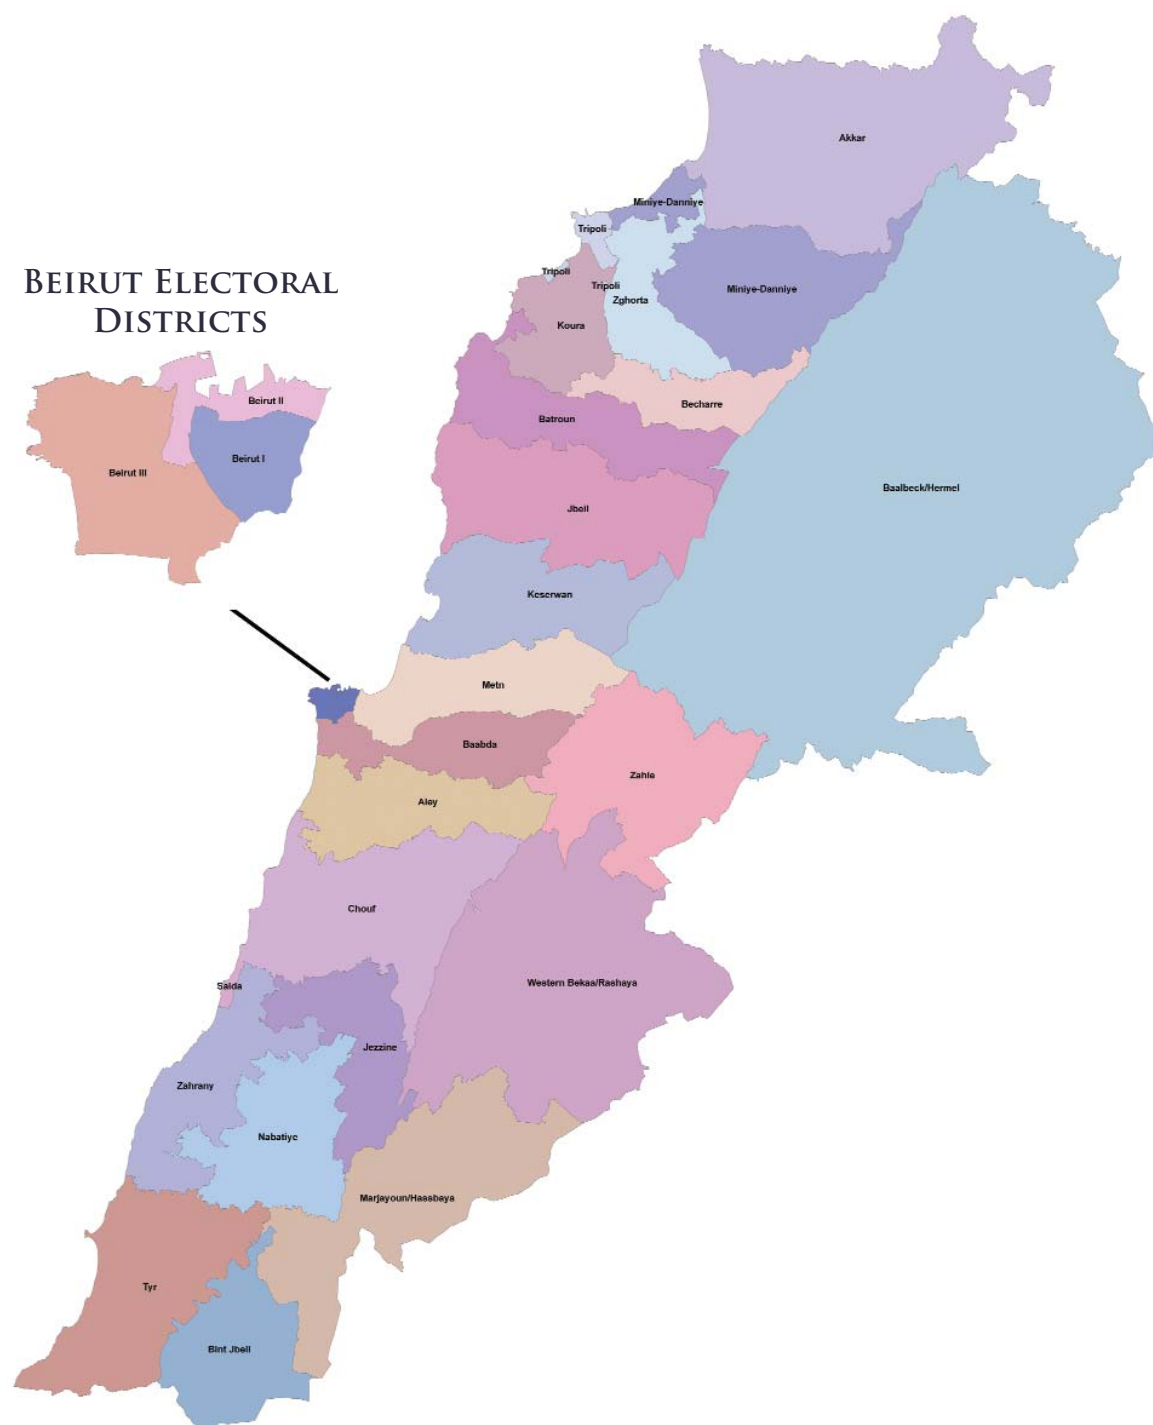 Akkar
Miniye-Danniye
Tripoli
BEIRUT ELECTORAL
DISTRICTS
Tripoli
Tripoli
Zghorta
Miniye-Danniye
Koura
Beirut II
Becharre
Batroun
Beirut I
Beirut III
Baalbeck/Hermel
Jbeil
Keserwan
Metn
Baabda
Zahle
Aley
Chouf
Saida
Western Bekaa/Rashaya
Jezzine
Zahrany
Nabatiye
Marjayoun/Hassbaya
Tyr
Bint Jbeil